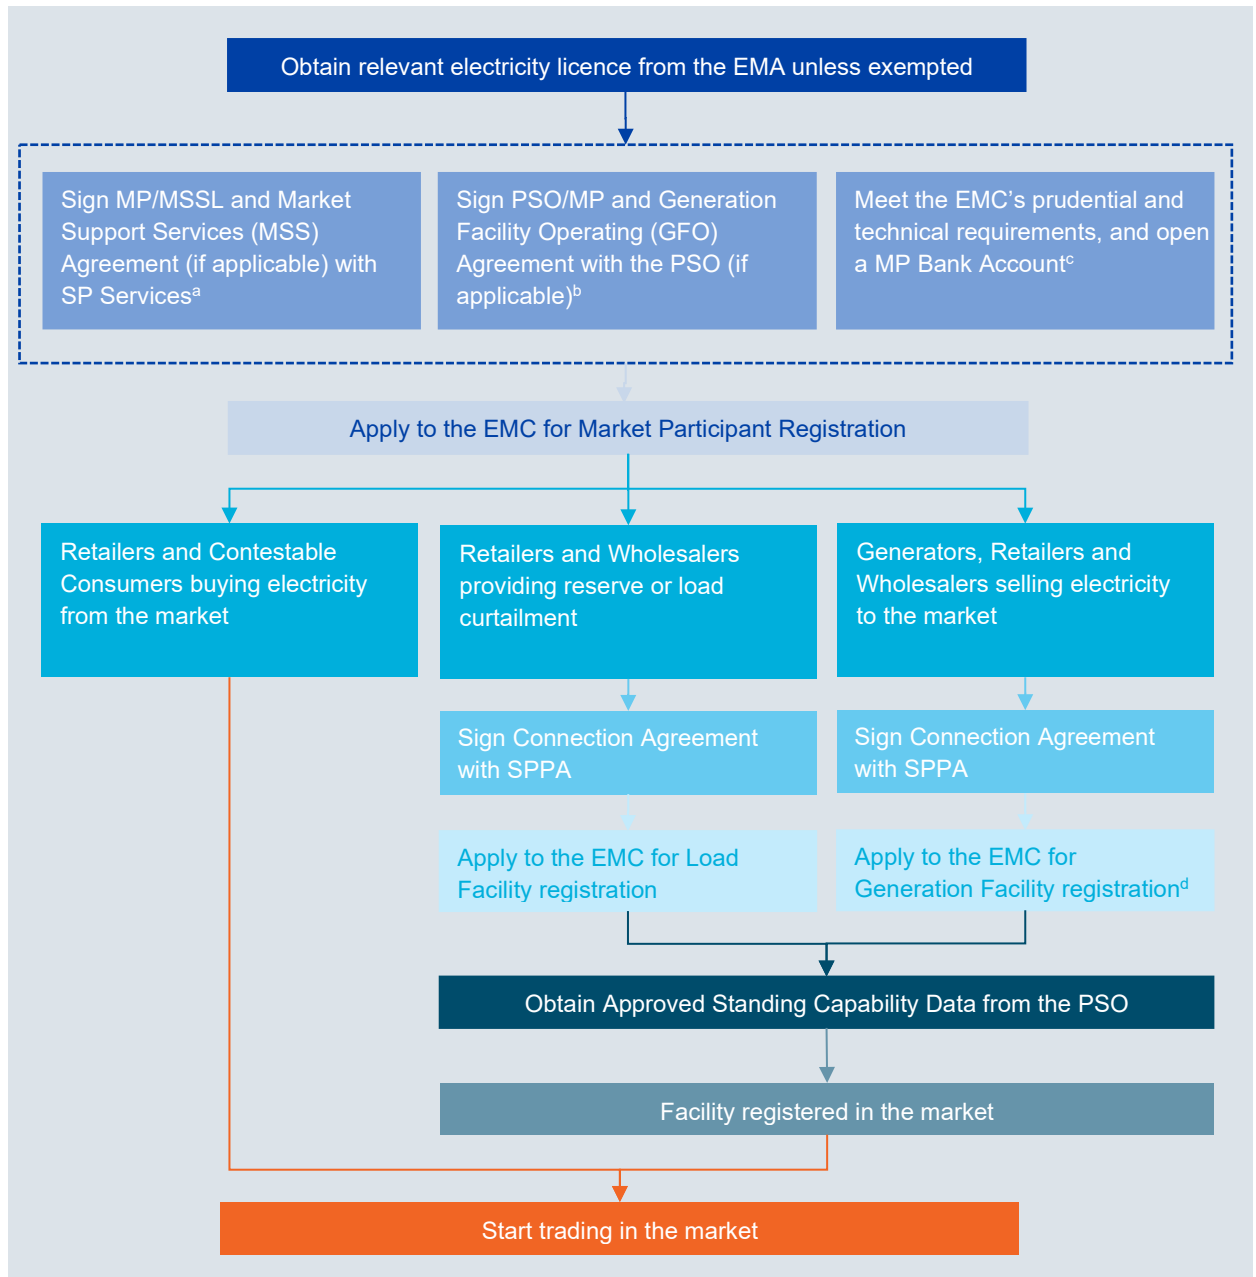 Obtain relevant electricity licence from the EMA unless exempted
Sign MP/MSSL and Market
Support Services (MSS)
Agreement (if applicable) with
SP Servicesᵃ
Sign PSO/MP and Generation
Facility Operating (GFO)
Agreement with the PSO (if
applicable)ᵇ
Meet the EMC’s prudential and
technical requirements, and open
a MP Bank Accountᶜ
Apply to the EMC for Market Participant Registration
Retailers and Contestable
Consumers buying electricity
from the market
Retailers and Wholesalers
providing reserve or load
curtailment
Generators, Retailers and
Wholesalers selling electricity
to the market
Sign Connection Agreement
with SPPA
Sign Connection Agreement
with SPPA
Apply to the EMC for Load
Facility registration
Apply to the EMC for
Generation Facility registrationᵈ
Obtain Approved Standing Capability Data from the PSO
Facility registered in the market
Start trading in the market